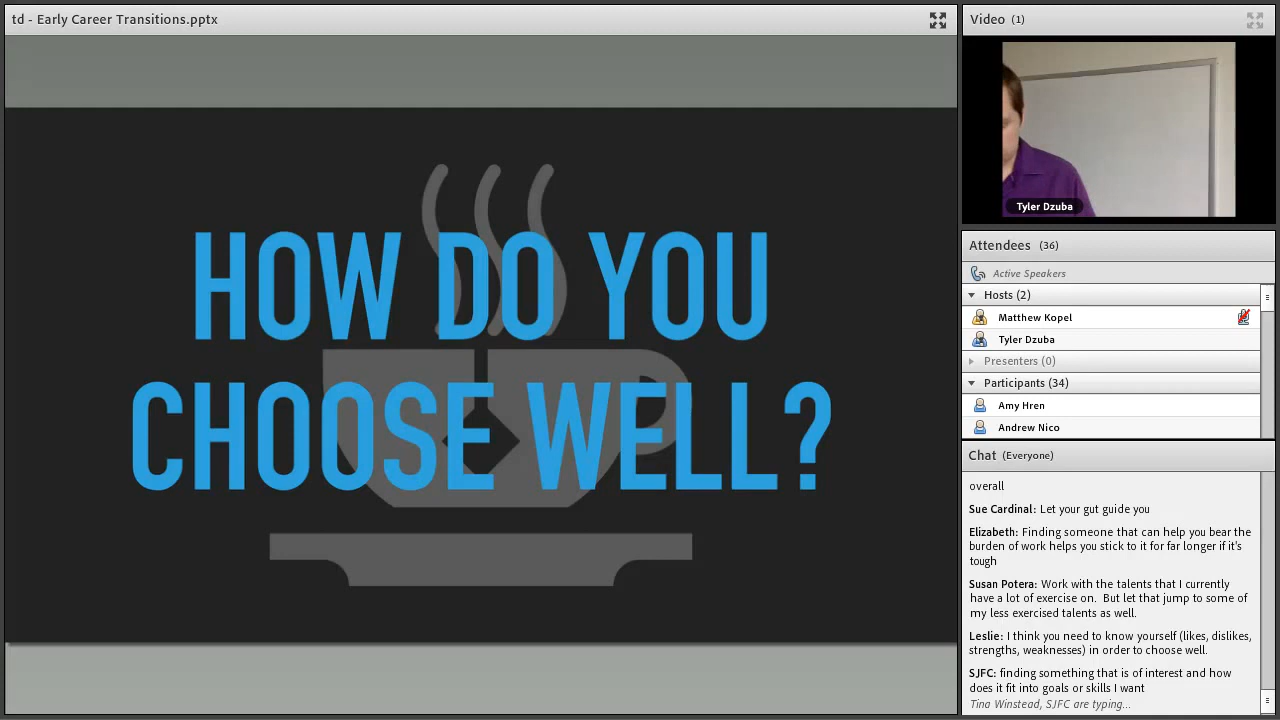 td - Early Career Transitions.pptx
HOW DO YOU
CHOOSE WELL?
Video (1)
Tyler Dzuba
Attendees (36)
Active Speakers
Hosts (2)
Matthew Kopel
Tyler Dzuba
Presenters (0)
Participants (34)
Amy Hren
Andrew Nico
Chat (Everyone)
overall
Sue Cardinal: Let your gut guide you
Elizabeth: Finding someone that can help you bear the
burden of work helps you stick to it for far longer if it's
tough
Susan Potera: Work with the talents that I currently
have a lot of exercise on. But let that jump to some of
my less exercised talents as well.
Leslie: I think you need to know yourself (likes, dislikes,
strengths, weaknesses) in order to choose well.
SJFC: finding something that is of interest and how
does it fit into goals or skills I want
Tina Winstead, SJFC are typing...